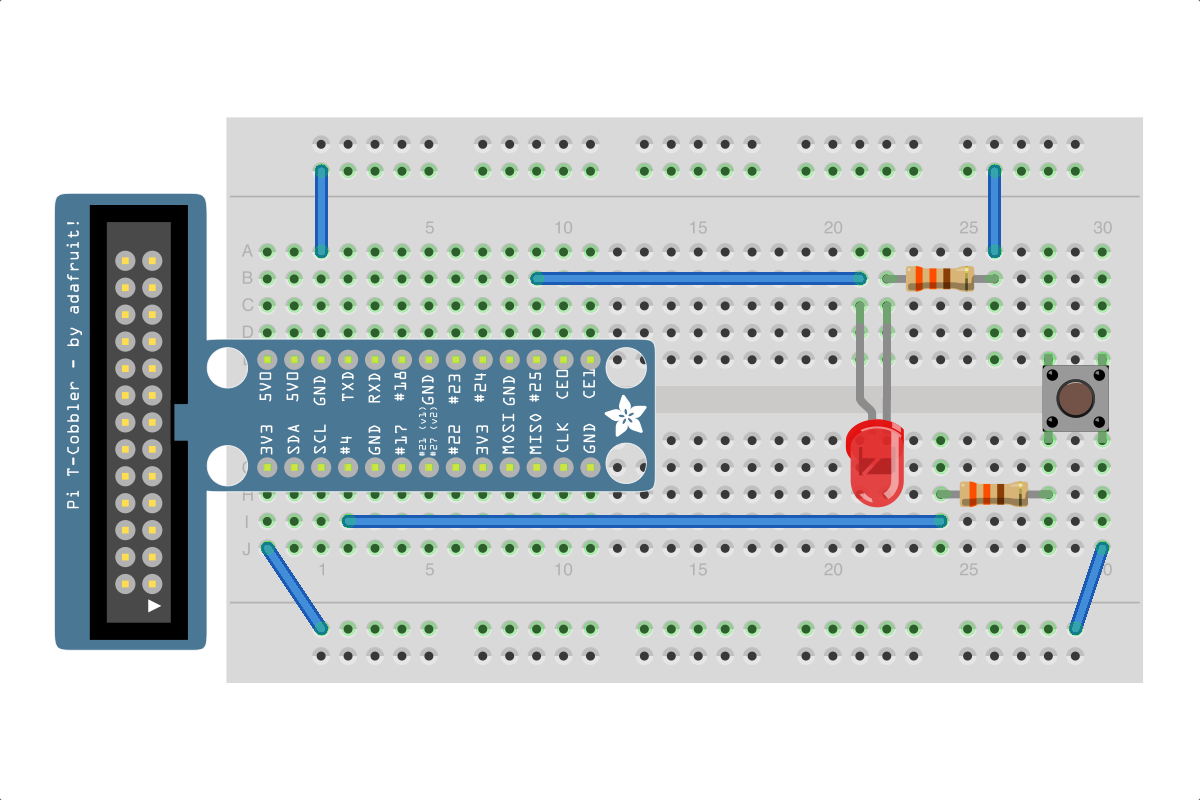 Pi T-Cobbler - by adafruit!
5 10 15 20 25 30
A
B
C
D
5V0 5V0 GND TXD RXD #18 GND #23 #24 GND #25 CE0 CE1
3V3 SDA SCL #4 GND #17 #21 (v1) #27 (v2) #22 3V3 MOSI MISO CLK GND
H
I
J
1 5 10 15 20 25